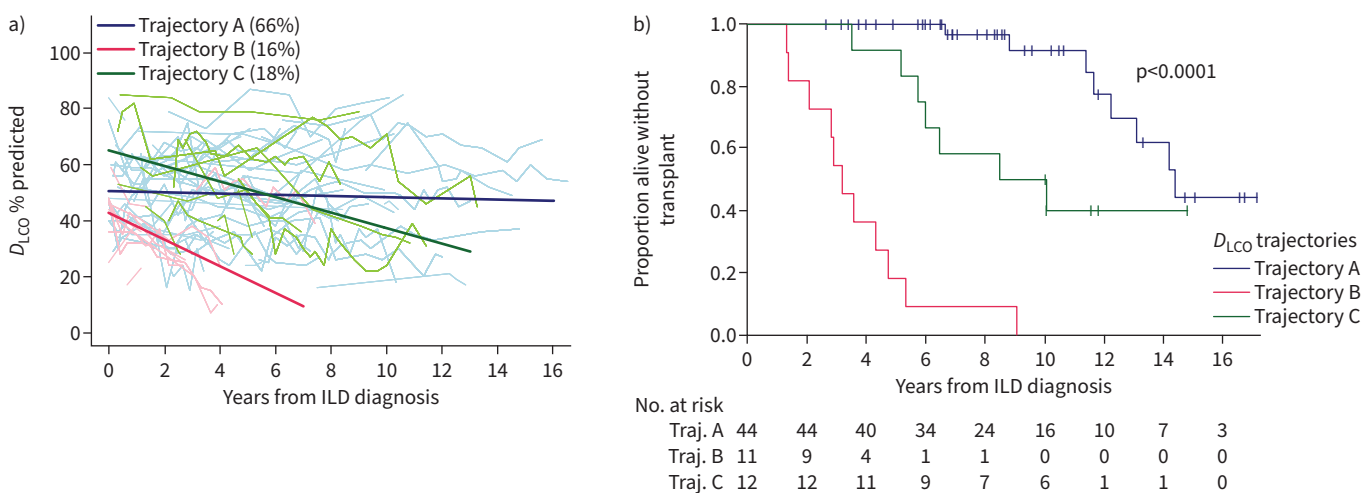 a)
Trajectory A (66%)
Trajectory B (16%)
Trajectory C (18%)
100
80
60
40
20
0
DLCO % predicted
0 2 4 6 8 10 12 14 16
Years from ILD diagnosis
b)
1.0
0.8
0.6
0.4
0.2
0.0
Proportion alive without
transplant
p<0.0001
DLCO trajectories
Trajectory A
Trajectory B
Trajectory C
0 2 4 6 8 10 12 14 16
Years from ILD diagnosis
No. at risk
Traj. A 44 44 40 34 24 16 10 7 3
Traj. B 11 9 4 1 1 0 0 0 0
Traj. C 12 12 11 9 7 6 1 1 0